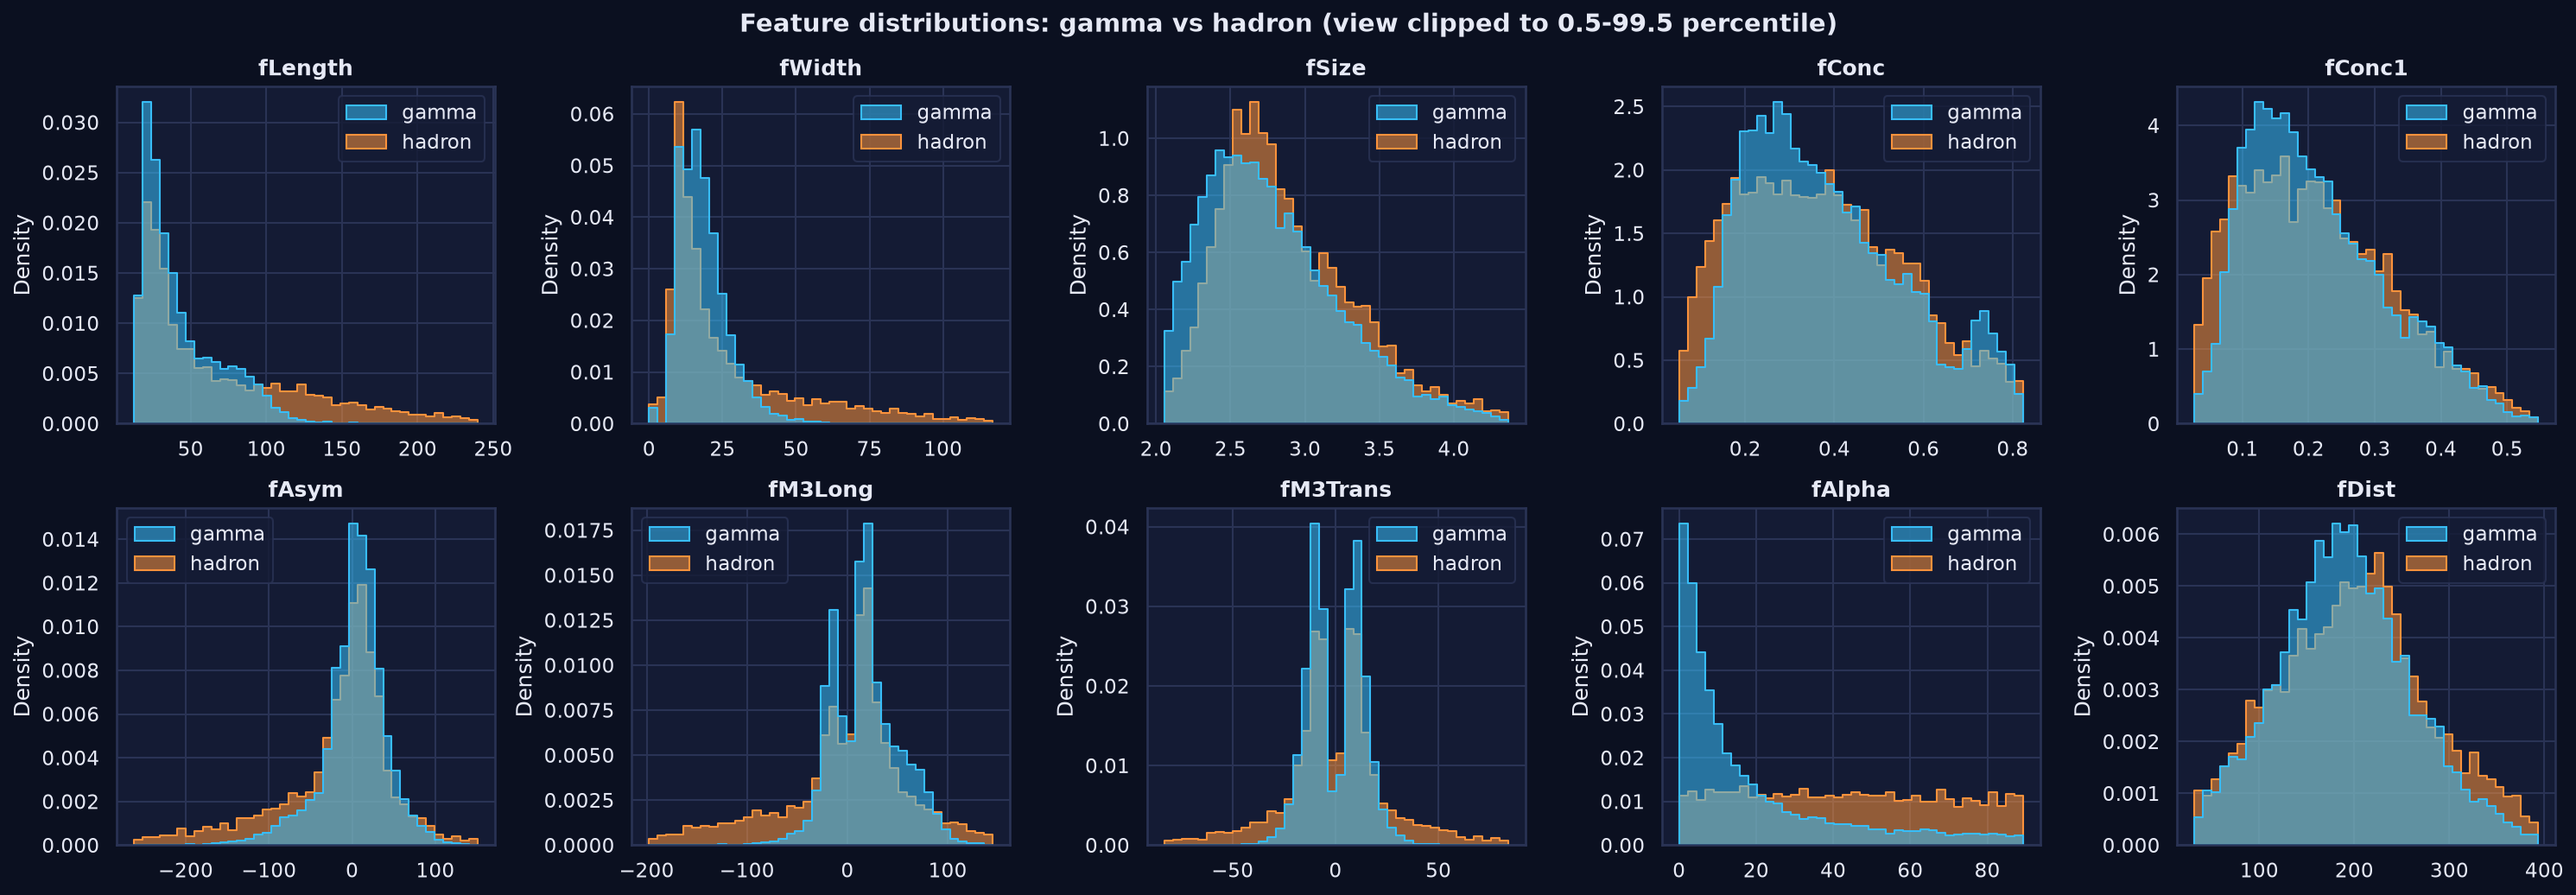 Feature distributions: gamma vs hadron (view clipped to 0.5-99.5 percentile)
fLength
Density
0.030
0.025
0.020
0.015
0.010
0.005
0.000
50 100 150 200 250
gamma
hadron
fWidth
Density
0.06
0.05
0.04
0.03
0.02
0.01
0.00
0 25 50 75 100
gamma
hadron
fSize
Density
1.0
0.8
0.6
0.4
0.2
0.0
2.0 2.5 3.0 3.5 4.0
gamma
hadron
fConc
Density
2.5
2.0
1.5
1.0
0.5
0.0
0.2 0.4 0.6 0.8
gamma
hadron
fConc1
Density
4
3
2
1
0
0.1 0.2 0.3 0.4 0.5
gamma
hadron
fAsym
Density
0.014
0.012
0.010
0.008
0.006
0.004
0.002
0.000
−200 −100 0 100
gamma
hadron
fM3Long
Density
0.0175
0.0150
0.0125
0.0100
0.0075
0.0050
0.0025
0.0000
−200 −100 0 100
gamma
hadron
fM3Trans
Density
0.04
0.03
0.02
0.01
0.00
−50 0 50
gamma
hadron
fAlpha
Density
0.07
0.06
0.05
0.04
0.03
0.02
0.01
0.00
0 20 40 60 80
gamma
hadron
fDist
Density
0.006
0.005
0.004
0.003
0.002
0.001
0.000
100 200 300 400
gamma
hadron